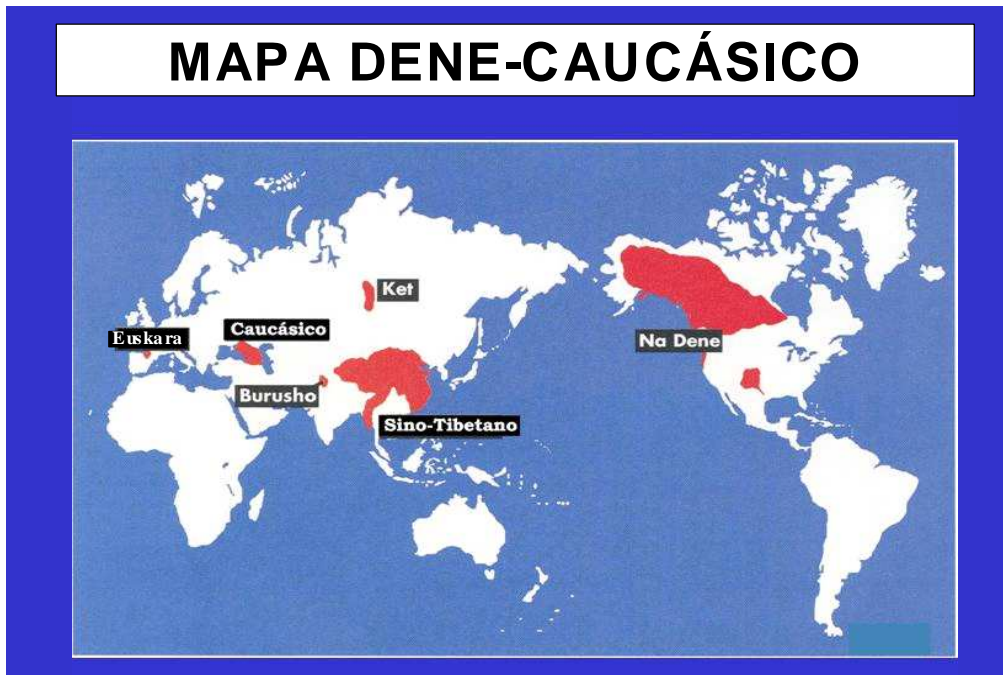 MAPA DENE-CAUCÁSICO
Ket
Euskara
Caucásico
Na Dene
Burusho
Sino-Tibetano